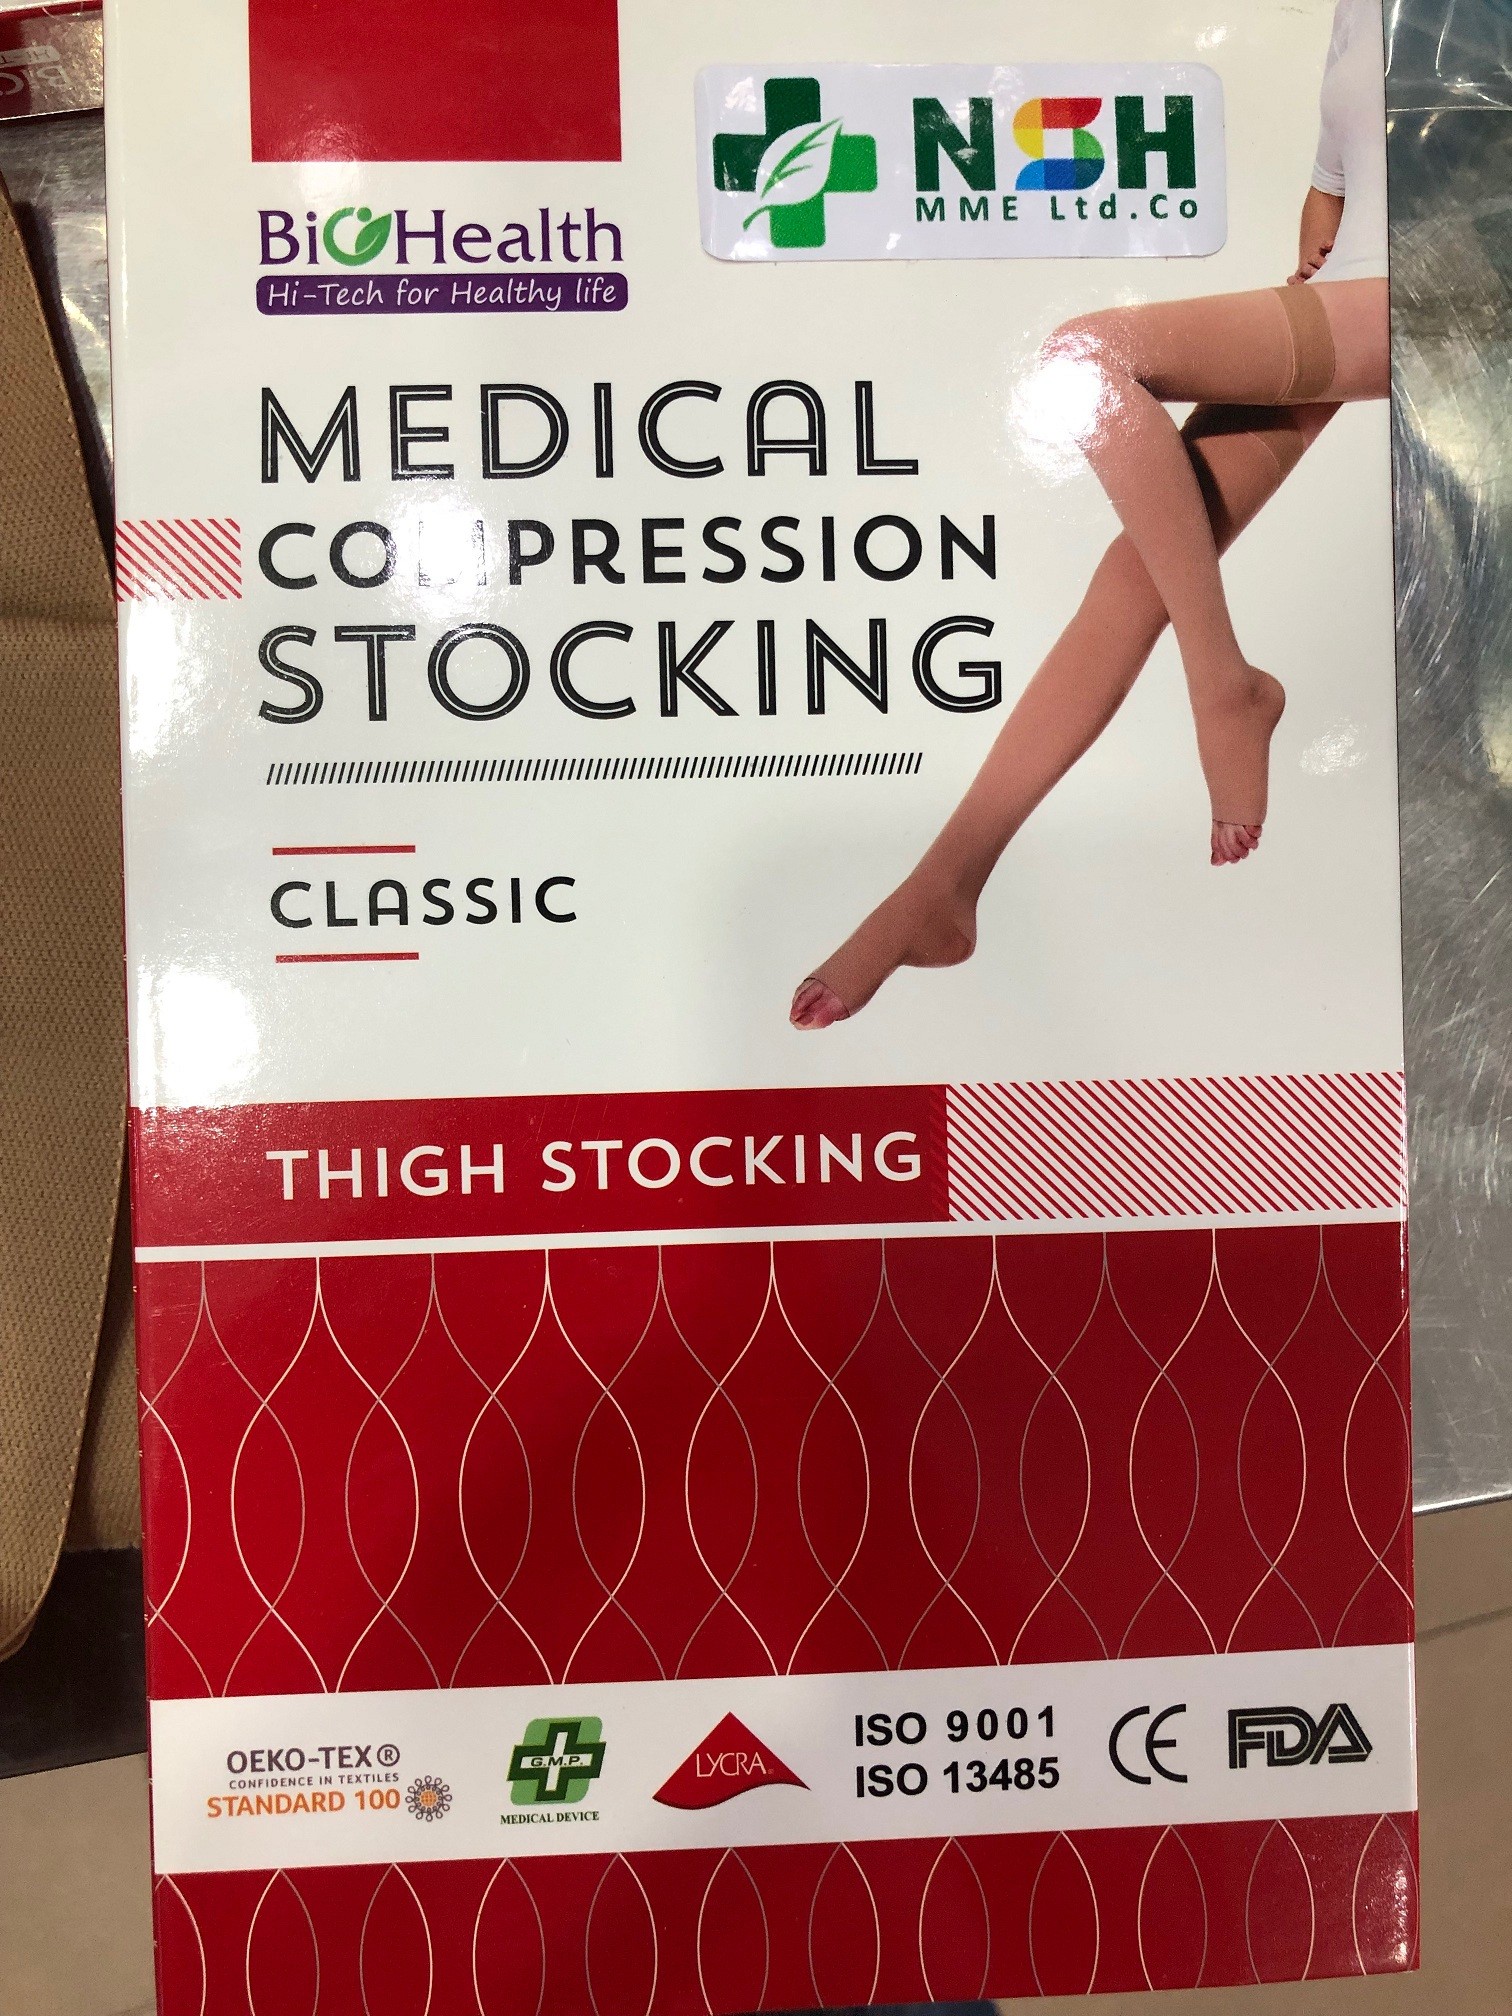 NSH
MME Ltd.Co
BioHealth
Hi-Tech for Healthy life
MEDICAL
COMPRESSION
STOCKING
CLASSIC
THIGH STOCKING
OEKO-TEX®
CONFIDENCE IN TEXTILES
STANDARD 100
G.M.P.
MEDICAL DEVICE
LYCRA
ISO 9001
ISO 13485
CE
FDA